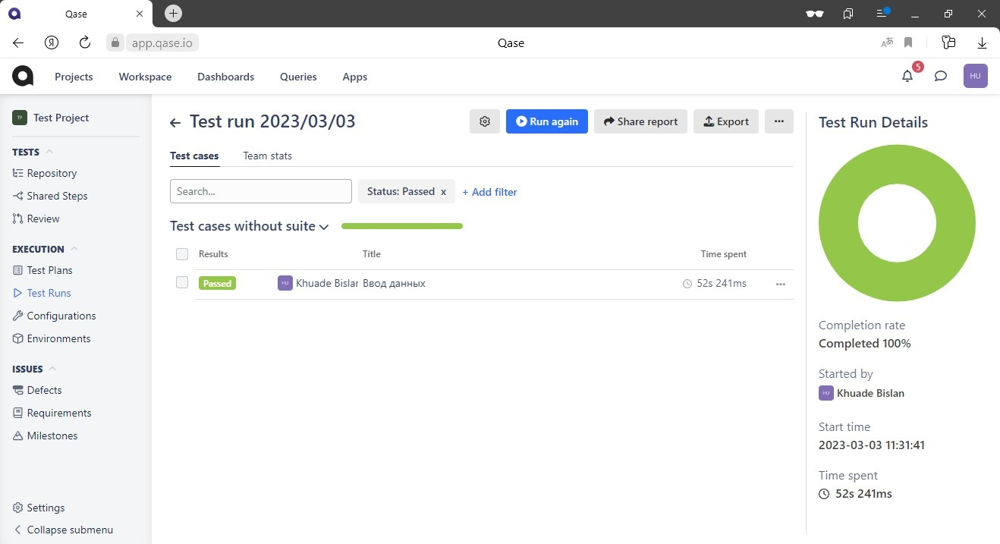 Qase
app.qase.io
Qase
Projects
Workspace
Dashboards
Queries
Apps
5
HU
TP
Test Project
TESTS
Repository
Shared Steps
Review
EXECUTION
Test Plans
Test Runs
Configurations
Environments
ISSUES
Defects
Requirements
Milestones
Settings
Collapse submenu
Test run 2023/03/03
Run again
Share report
Export
Test cases
Team stats
Search...
Status: Passed x
+ Add filter
Test cases without suite
Results
Title
Time spent
Passed
HU
Khuade Bislan
Ввод данных
52s 241ms
Test Run Details
Completion rate
Completed 100%
Started by
HU
Khuade Bislan
Start time
2023-03-03 11:31:41
Time spent
52s 241ms